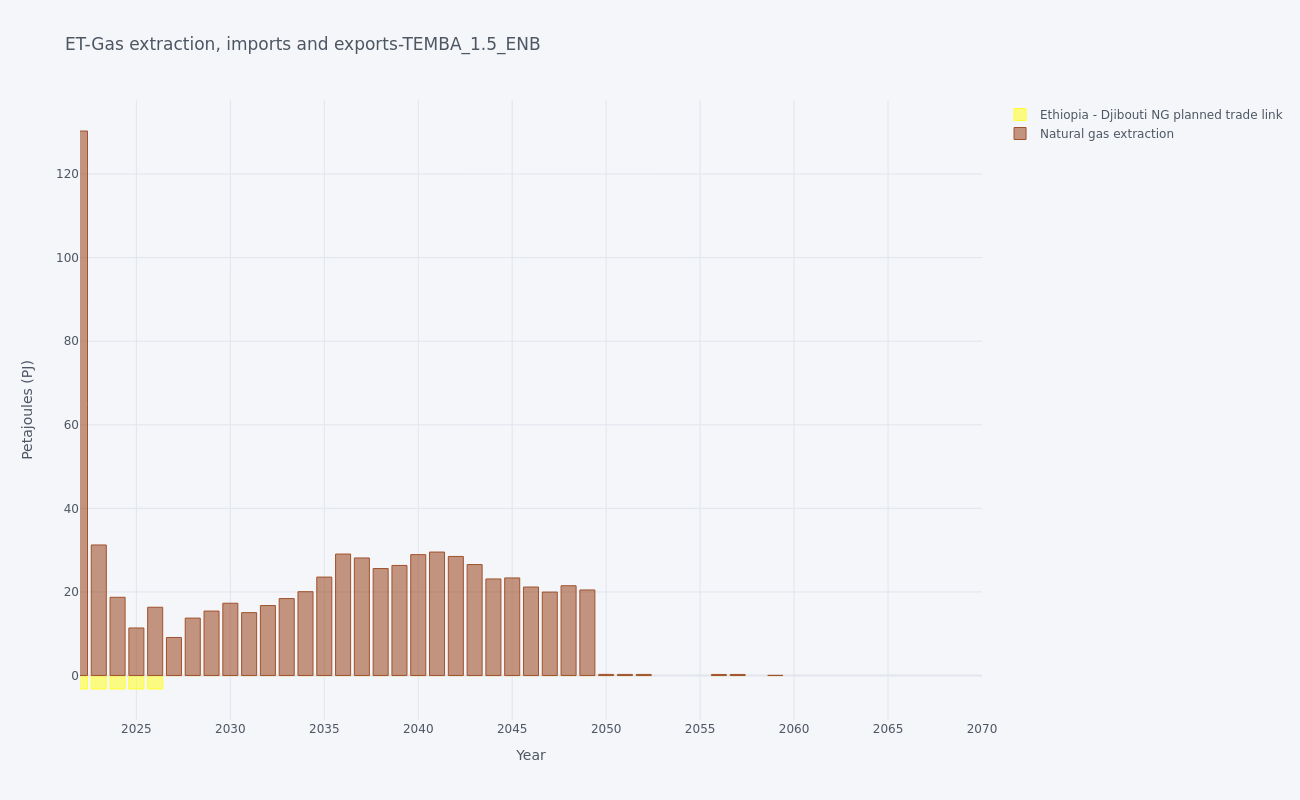 ET-Gas extraction, imports and exports-TEMBA_1.5_ENB
Ethiopia - Djibouti NG planned trade link
Natural gas extraction
120
100
80
60
40
20
0
Petajoules (PJ)
2025 2030 2035 2040 2045 2050 2055 2060 2065 2070
Year